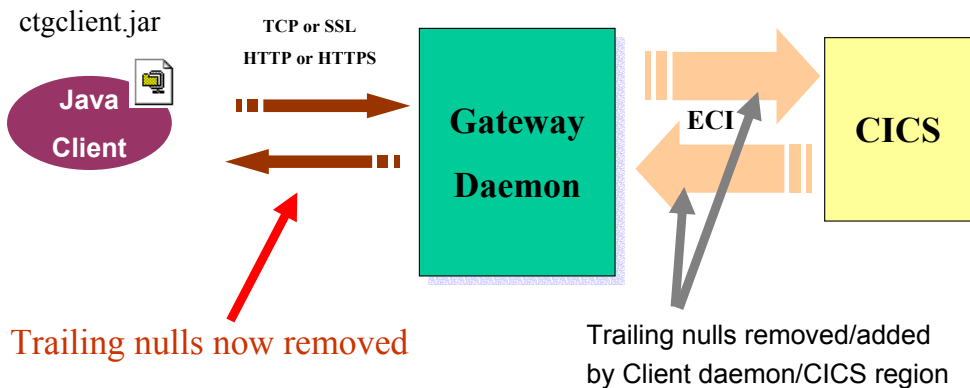 ctgclient.jar
Java
Client
TCP or SSL
HTTP or HTTPS
Gateway
Daemon
ECI
CICS
Trailing nulls now removed
Trailing nulls removed/added
by Client daemon/CICS region